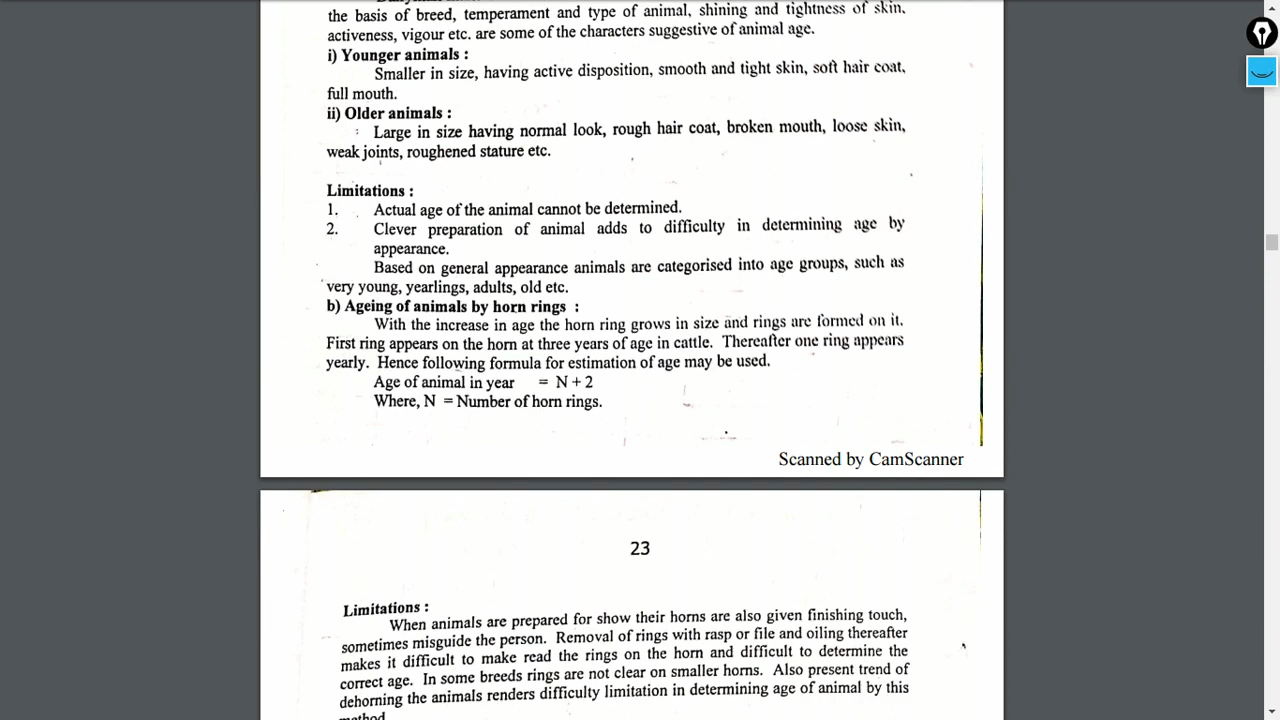 the basis of breed, temperament and type of animal, shining and tightness of skin,
activeness, vigour etc. are some of the characters suggestive of animal age.
i) Younger animals :
Smaller in size, having active disposition, smooth and tight skin, soft hair coat,
full mouth.
ii) Older animals :
Large in size having normal look, rough hair coat, broken mouth, loose skin,
weak joints, roughened stature etc.
Limitations :
1. Actual age of the animal cannot be determined.
2. Clever preparation of animal adds to difficulty in determining age by
appearance.
Based on general appearance animals are categorised into age groups, such as
very young, yearlings, adults, old etc.
b) Ageing of animals by horn rings :
With the increase in age the horn ring grows in size and rings are formed on it.
First ring appears on the horn at three years of age in cattle. Thereafter one ring appears
yearly. Hence following formula for estimation of age may be used.
Age of animal in year = N + 2
Where, N = Number of horn rings.
Scanned by CamScanner
23
Limitations :
When animals are prepared for show their horns are also given finishing touch,
sometimes misguide the person. Removal of rings with rasp or file and oiling thereafter
makes it difficult to make read the rings on the horn and difficult to determine the
correct age. In some breeds rings are not clear on smaller horns. Also present trend of
dehorning the animals renders difficulty limitation in determining age of animal by this